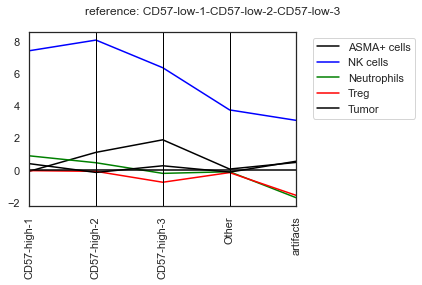 reference: CD57-low-1-CD57-low-2-CD57-low-3
8
6
4
2
0
−2
CD57-high-1
CD57-high-2
CD57-high-3
Other
artifacts
ASMA+ cells
NK cells
Neutrophils
Treg
Tumor